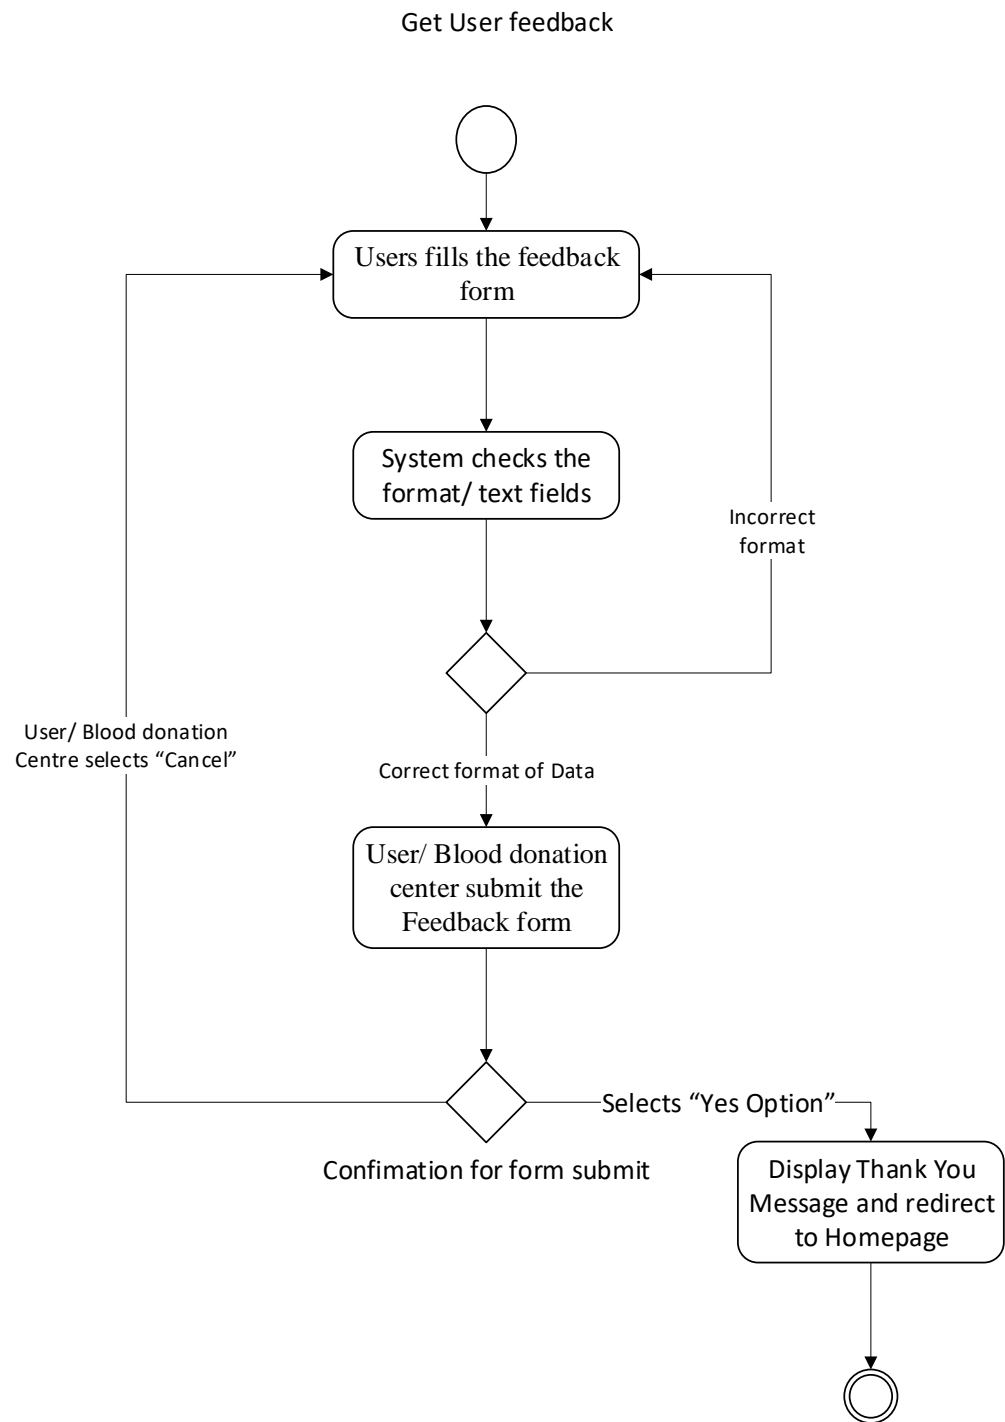 Get User feedback
Users fills the feedback
form
System checks the
format/ text fields
Incorrect
format
User/ Blood donation
Centre selects “Cancel”
Correct format of Data
User/ Blood donation
center submit the
Feedback form
Selects “Yes Option”
Confimation for form submit
Display Thank You
Message and redirect
to Homepage